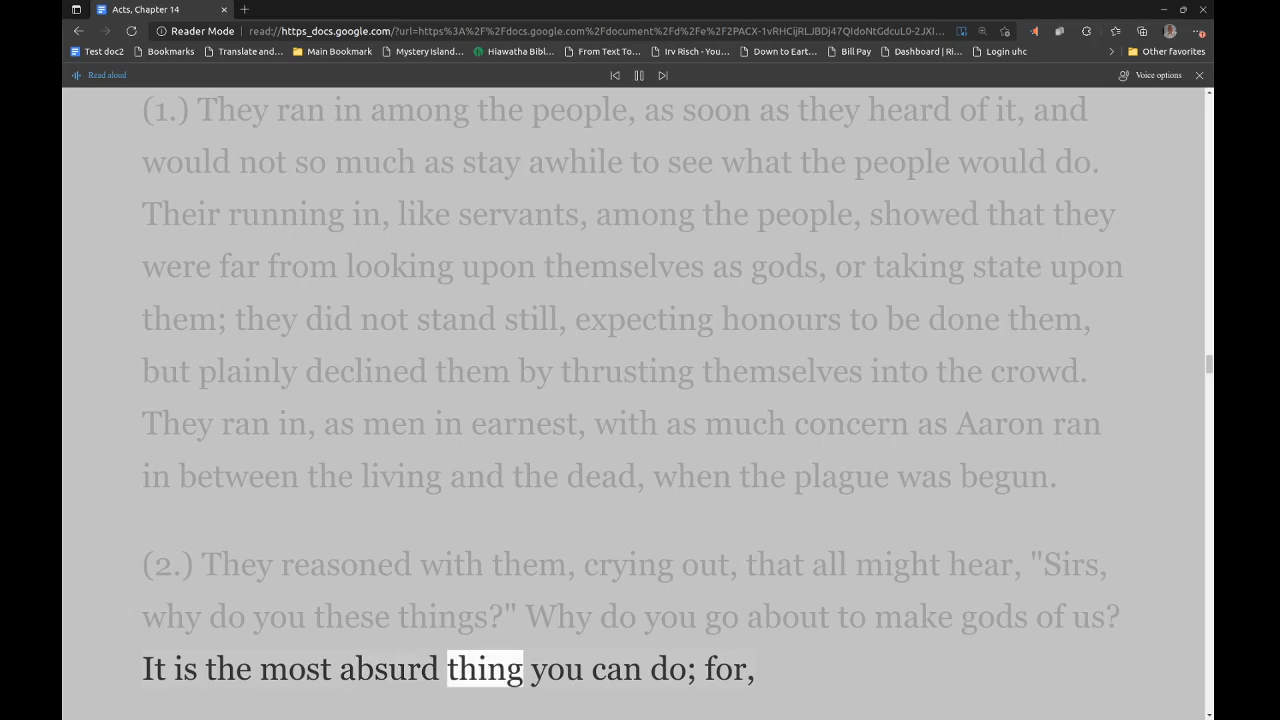 Acts, Chapter 14
Reader Mode | read://https_docs.google.com/?url=https%3A%2F%2Fdocs.google.com%2Fdocument%2Fd%2Fe%2F2PACX-1vRHCijRLJBDj47QIdoNtGdcuL0-2JXI...
Test doc2 Bookmarks Translate and... Main Bookmark Mystery Island... Hiawatha Bibl... From Text To... Irv Risch - You... Down to Eart... Bill Pay Dashboard | Ri... Login uhc Other favorites
Read aloud Voice options
(1.) They ran in among the people, as soon as they heard of it, and
would not so much as stay awhile to see what the people would do.
Their running in, like servants, among the people, showed that they
were far from looking upon themselves as gods, or taking state upon
them; they did not stand still, expecting honours to be done them,
but plainly declined them by thrusting themselves into the crowd.
They ran in, as men in earnest, with as much concern as Aaron ran
in between the living and the dead, when the plague was begun.
(2.) They reasoned with them, crying out, that all might hear, "Sirs,
why do you these things?" Why do you go about to make gods of us?
It is the most absurd thing you can do; for,